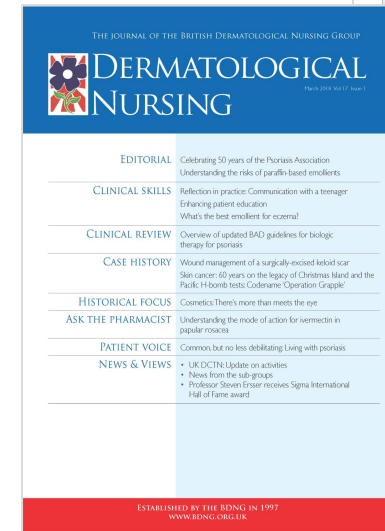 THE JOURNAL OF THE BRITISH DERMATOLOGICAL NURSING GROUP
DERMATOLOGICAL
NURSING
March 2018 Vol 17 Issue 1
EDITORIAL
Celebrating 50 years of the Psoriasis Association
Understanding the risks of paraffin-based emollients
CLINICAL SKILLS
Reflection in practice: Communication with a teenager
Enhancing patient education
What's the best emollient for eczema?
CLINICAL REVIEW
Overview of updated BAD guidelines for biologic
therapy for psoriasis
CASE HISTORY
Wound management of a surgically-excised keloid scar
Skin cancer: 60 years on the legacy of Christmas Island and the
Pacific H-bomb tests: Codename 'Operation Grapple'
HISTORICAL FOCUS
Cosmetics: There's more than meets the eye
ASK THE PHARMACIST
Understanding the mode of action for ivermectin in
papular rosacea
PATIENT VOICE
Common, but no less debilitating: Living with psoriasis
NEWS & VIEWS
• UK DCTN: Update on activities
• News from the sub-groups
• Professor Steven Ersser receives Sigma International
Hall of Fame award
ESTABLISHED BY THE BDNG IN 1997
WWW.BDNG.ORG.UK